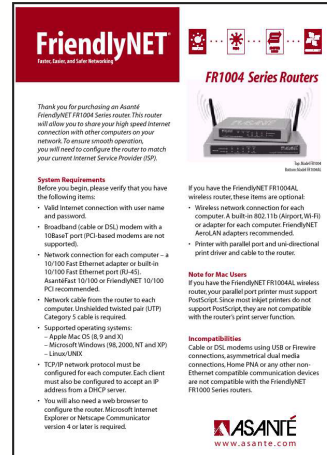 FriendlyNET®
Faster, Easier, and Safer Networking
FR1004 Series Routers
Thank you for purchasing an Asanté
FriendlyNET FR1004 Series router. This router
will allow you to share your high speed Internet
connection with other computers on your
network. To ensure smooth operation,
you will need to configure the router to match
your current Internet Service Provider (ISP).
System Requirements
Before you begin, please verify that you have
the following items:
• Valid Internet connection with user name
and password.
• Broadband (cable or DSL) modem with a
10BaseT port (PCI-based modems are not
supported).
• Network connection for each computer – a
10/100 Fast Ethernet adapter or built-in
10/100 Fast Ethernet port (RJ-45).
AsantéFast 10/100 or FriendlyNET 10/100
PCI recommended.
• Network cable from the router to each
computer. Unshielded twisted pair (UTP)
Category 5 cable is required.
• Supported operating systems:
– Apple Mac OS (8, 9 and X)
– Microsoft Windows (98, 2000, NT and XP)
– Linux/UNIX
• TCP/IP network protocol must be
configured for each computer. Each client
must also be configured to accept an IP
address from a DHCP server.
• You will also need a web browser to
configure the router. Microsoft Internet
Explorer or Netscape Communicator
version 4 or later is required.
ASANTE
Top: Model FR1004
Bottom: Model FR1004AL
If you have the FriendlyNET FR1004AL
wireless router, these items are optional:
• Wireless network connection for each
computer. A built-in 802.11b (Airport, Wi-Fi)
or adapter for each computer. FriendlyNET
AeroLAN adapters recommended.
• Printer with parallel port and uni-directional
print driver and cable to the router.
Note for Mac Users
If you have the FriendlyNET FR1004AL wireless
router, your parallel port printer must support
PostScript. Since most inkjet printers do not
support PostScript, they are not compatible
with the router's print server function.
Incompatibilities
Cable or DSL modems using USB or Firewire
connections, asymmetrical dual media
connections, Home PNA or any other non-
Ethernet compatible communication devices
are not compatible with the FriendlyNET
FR1000 Series routers.
ASANTÉ
www.asante.com